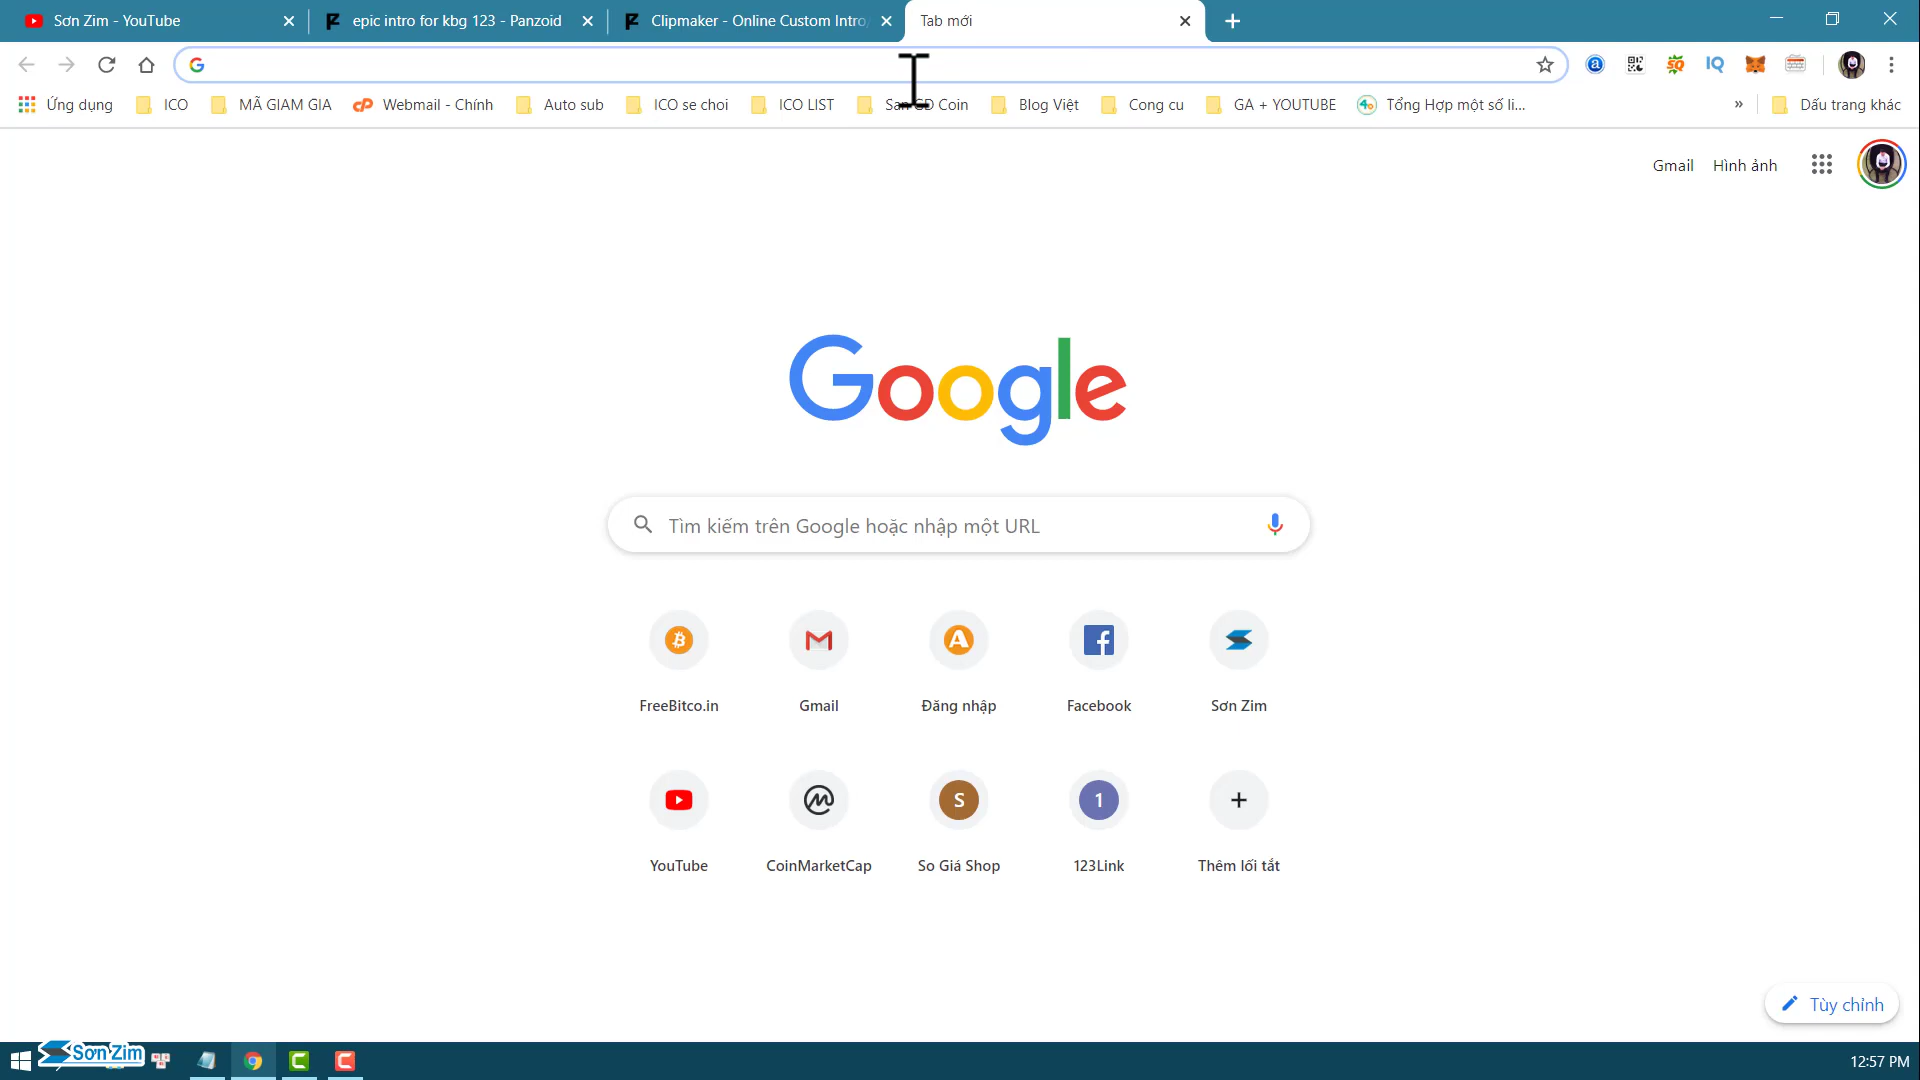 Sơn Zim - YouTube
epic intro for kbg 123 - Panzoid
Clipmaker - Online Custom Intro
Tab mới
Ứng dụng
ICO
MÃ GIAM GIA
Webmail - Chính
Auto sub
ICO se choi
ICO LIST
San GD Coin
Blog Việt
Cong cu
GA + YOUTUBE
Tổng Hợp một số li...
»
Dấu trang khác
Gmail
Hình ảnh
Google
Tìm kiếm trên Google hoặc nhập một URL
FreeBitco.in
Gmail
Đăng nhập
Facebook
Sơn Zim
YouTube
CoinMarketCap
S
So Giá Shop
1
123Link
Thêm lối tắt
Tùy chỉnh
Sơn Zim
12:57 PM